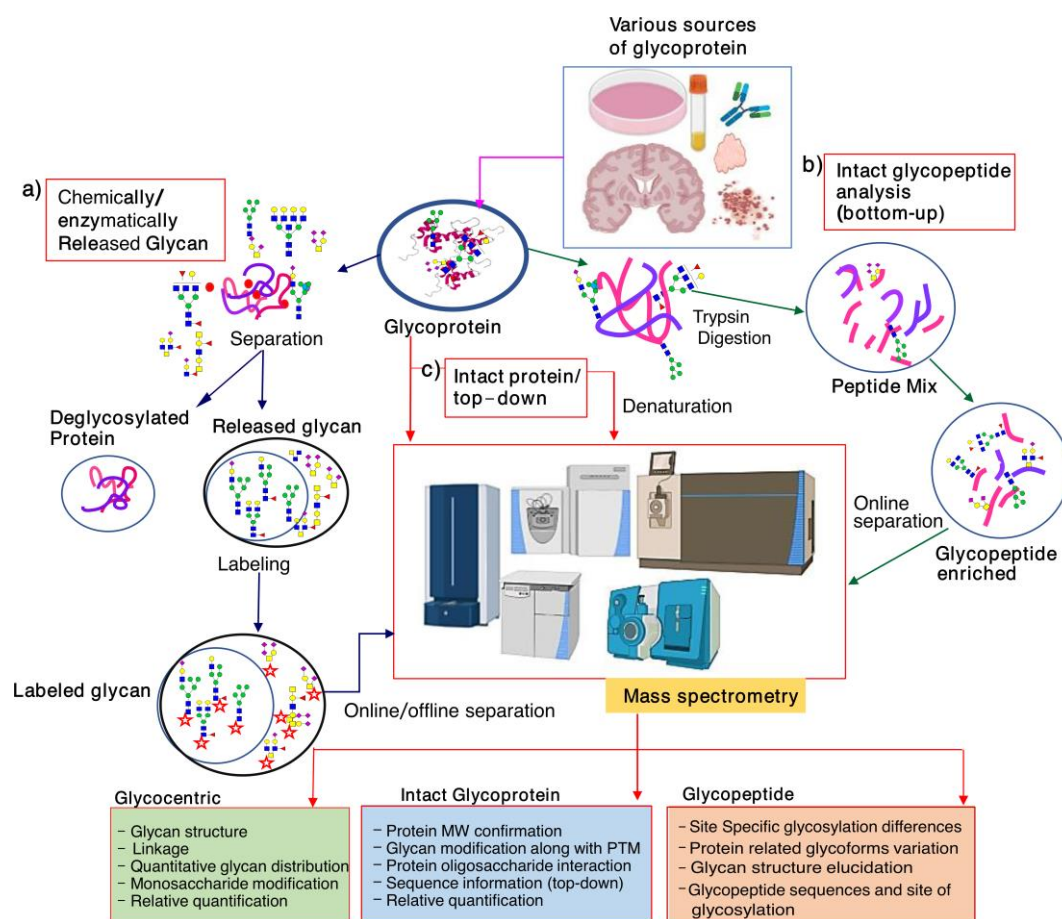 Various sources
of glycoprotein
a)
Chemically/
enzymatically
Released Glycan
b)
Intact glycopeptide
analysis
(bottom-up)
Glycoprotein
Separation
Trypsin
Digestion
Peptide Mix
c)
Intact protein/
top-down
Denaturation
Deglycosylated
Protein
Released glycan
Online
separation
Glycopeptide
enriched
Labeling
Labeled glycan
Online/offline separation
Mass spectrometry
Glycocentric
- Glycan structure
- Linkage
- Quantitative glycan distribution
- Monosaccharide modification
- Relative quantification
Intact Glycoprotein
- Protein MW confirmation
- Glycan modification along with PTM
- Protein oligosaccharide interaction
- Sequence information (top-down)
- Relative quantification
Glycopeptide
- Site Specific glycosylation differences
- Protein related glycoforms variation
- Glycan structure elucidation
- Glycopeptide sequences and site of
glycosylation